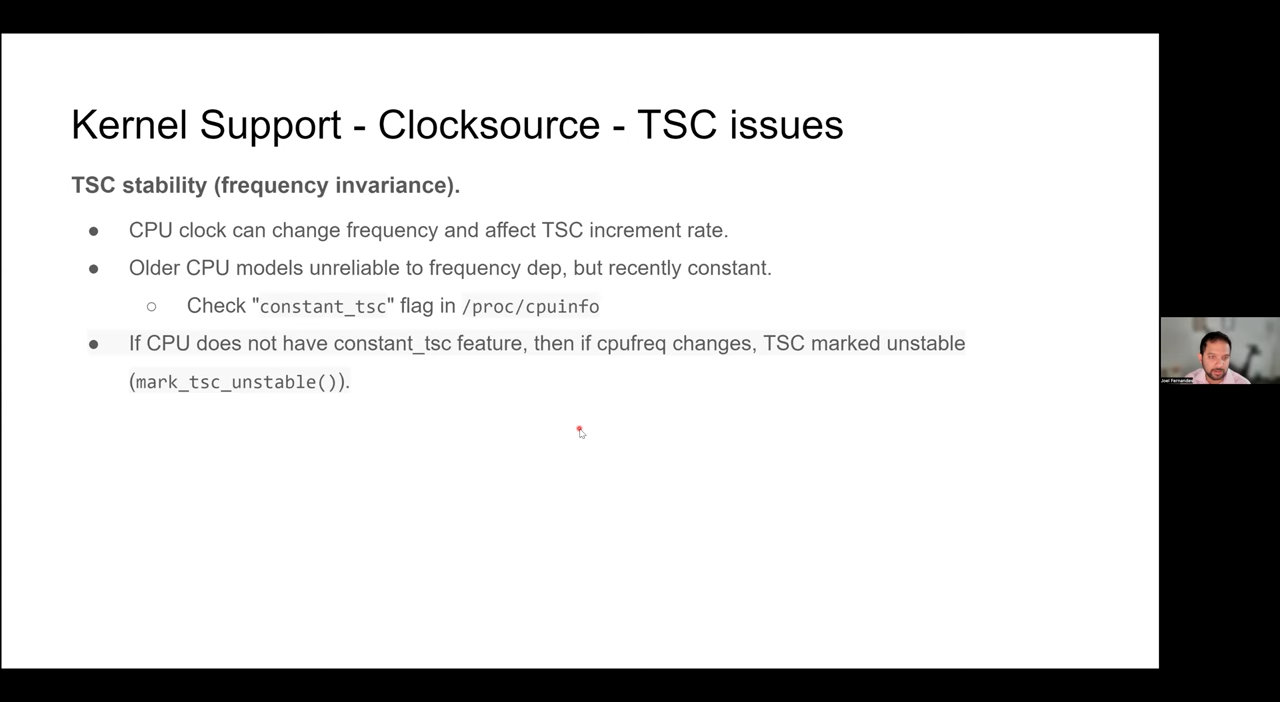 Kernel Support - Clocksource - TSC issues
TSC stability (frequency invariance).
● CPU clock can change frequency and affect TSC increment rate.
● Older CPU models unreliable to frequency dep, but recently constant.
○ Check "constant_tsc" flag in /proc/cpuinfo
● If CPU does not have constant_tsc feature, then if cpufreq changes, TSC marked unstable
(mark_tsc_unstable()).
Joel Fernandes